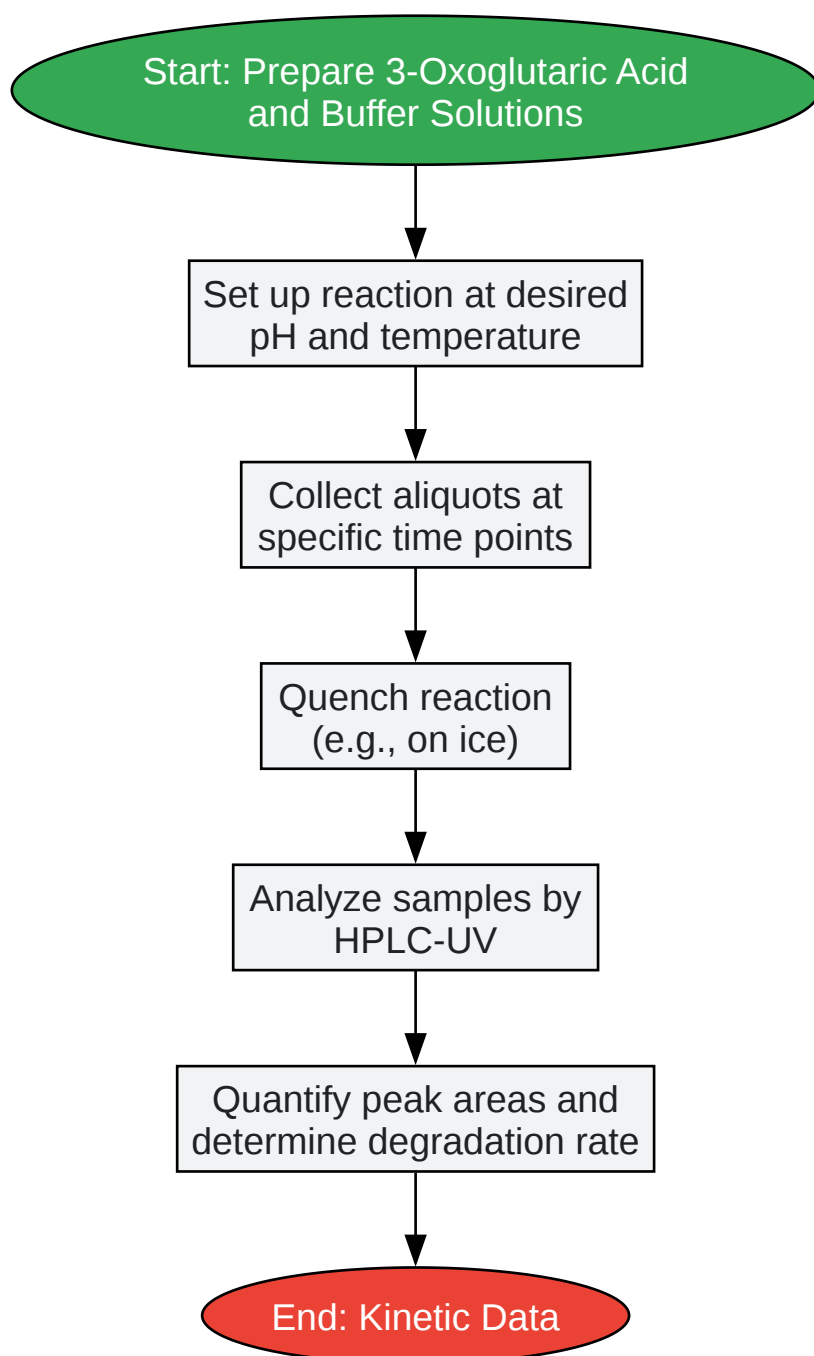 Start: Prepare 3-Oxoglutaric Acid
and Buffer Solutions
Set up reaction at desired
pH and temperature
Collect aliquots at
specific time points
Quench reaction
(e.g., on ice)
Analyze samples by
HPLC-UV
Quantify peak areas and
determine degradation rate
End: Kinetic Data